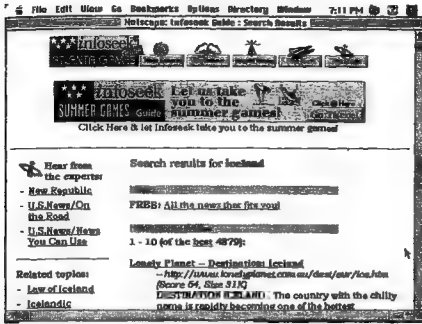 File Edit View Go Bookmarks Options Directory Window 7:11 PM
Netscape: Infoseek Guide : Search Results
infoseek
infoseek Let us take
you to the
SUMMER GAMES Guide summer games! Click Here
Click Here & let Infoseek take you to the summer games!
Hear from
the experts:
- New Republic
- U.S.News/On
the Road
- U.S.News/News
You Can Use
Related topics:
- Law of Iceland
- Icelandic
Search results for iceland
FREE: All the news that fits you!
1 - 10 (of the best 4879):
Lonely Planet -- Destination: Iceland
-- http://www.lonelyplanet.com.au/dest/eur/ice.htm
(Score 64, Size 31K)
DESTINATION ICELAND. The country with the chilly
name is rapidly becoming one of the hottest